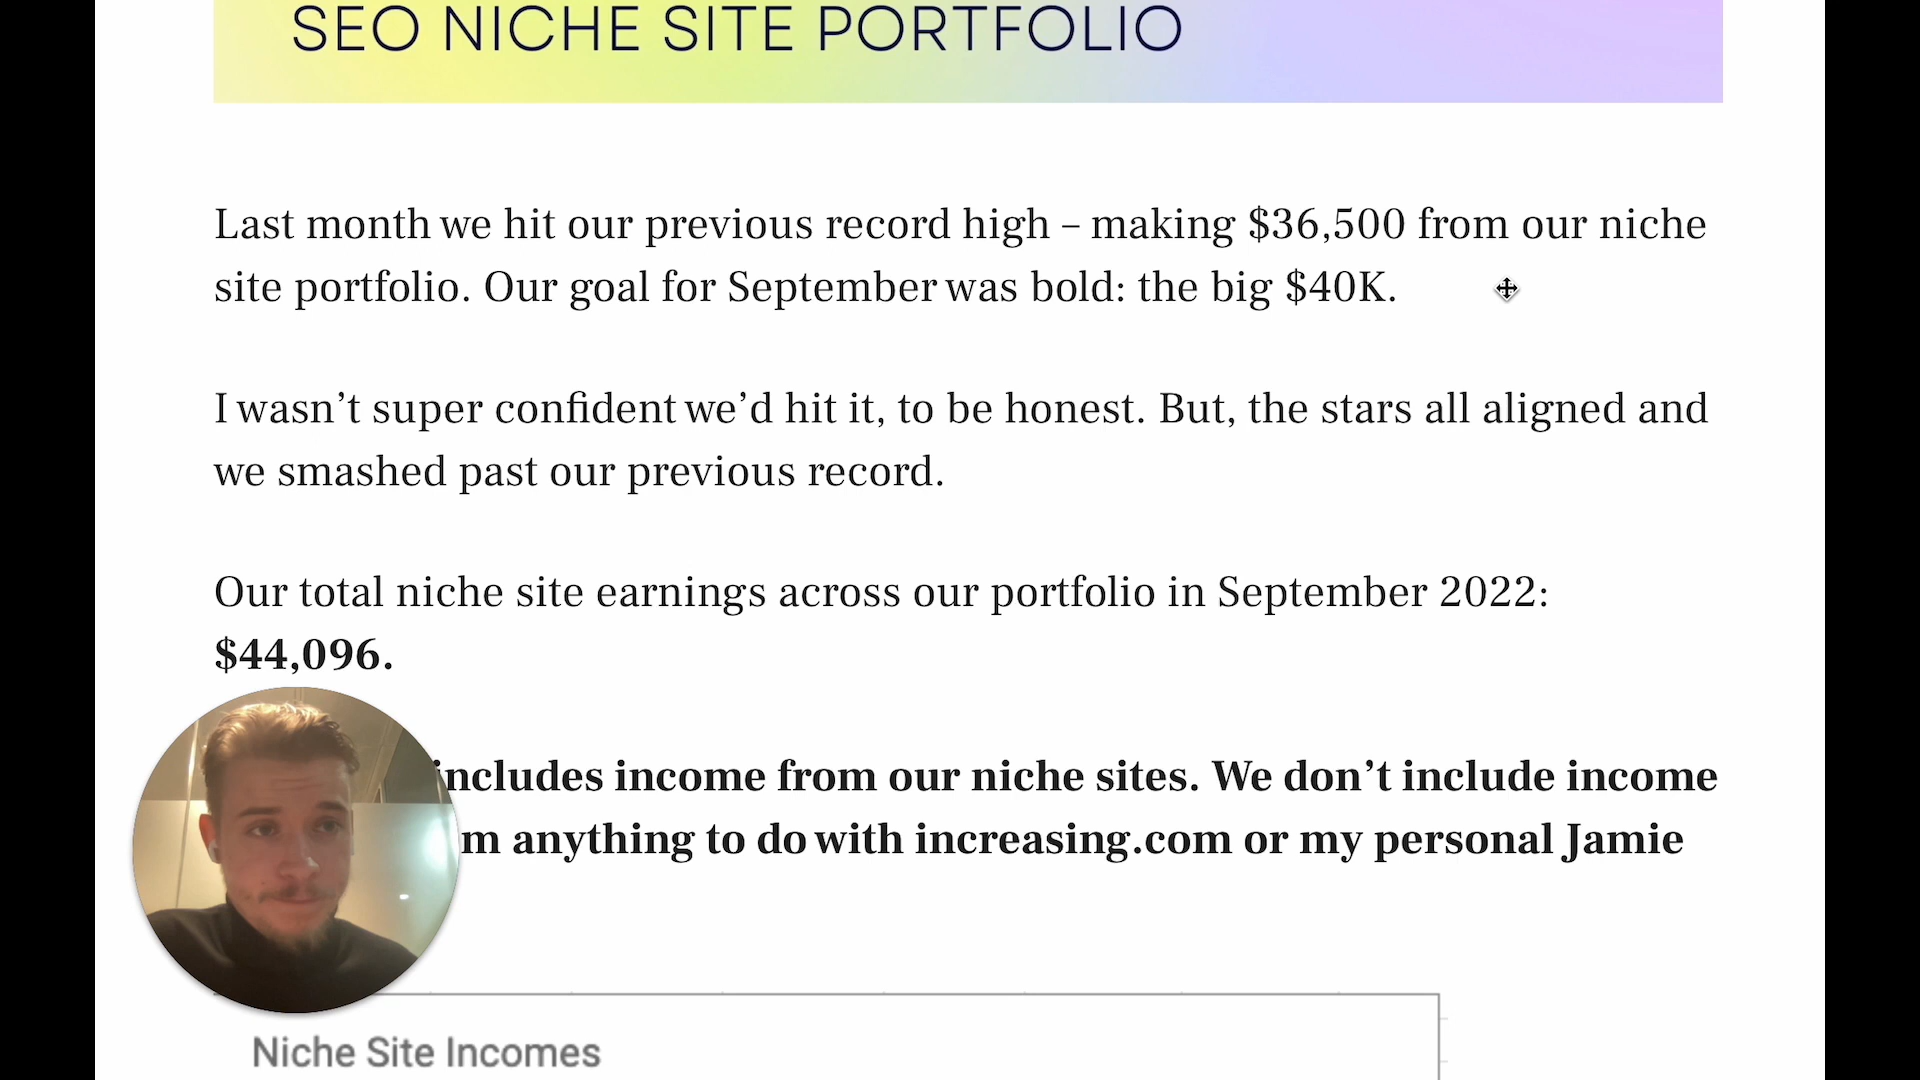 SEO NICHE SITE PORTFOLIO
Last month we hit our previous record high – making $36,500 from our niche
site portfolio. Our goal for September was bold: the big $40K.
I wasn’t super confident we’d hit it, to be honest. But, the stars all aligned and
we smashed past our previous record.
Our total niche site earnings across our portfolio in September 2022:
$44,096.
includes income from our niche sites. We don’t include income
anything to do with increasing.com or my personal Jamie
Niche Site Incomes